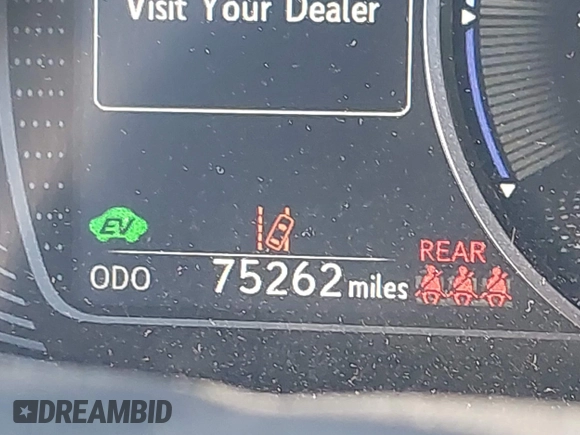 Visit Your Dealer
EV
REAR
ODO 75262 miles
DREAMBID